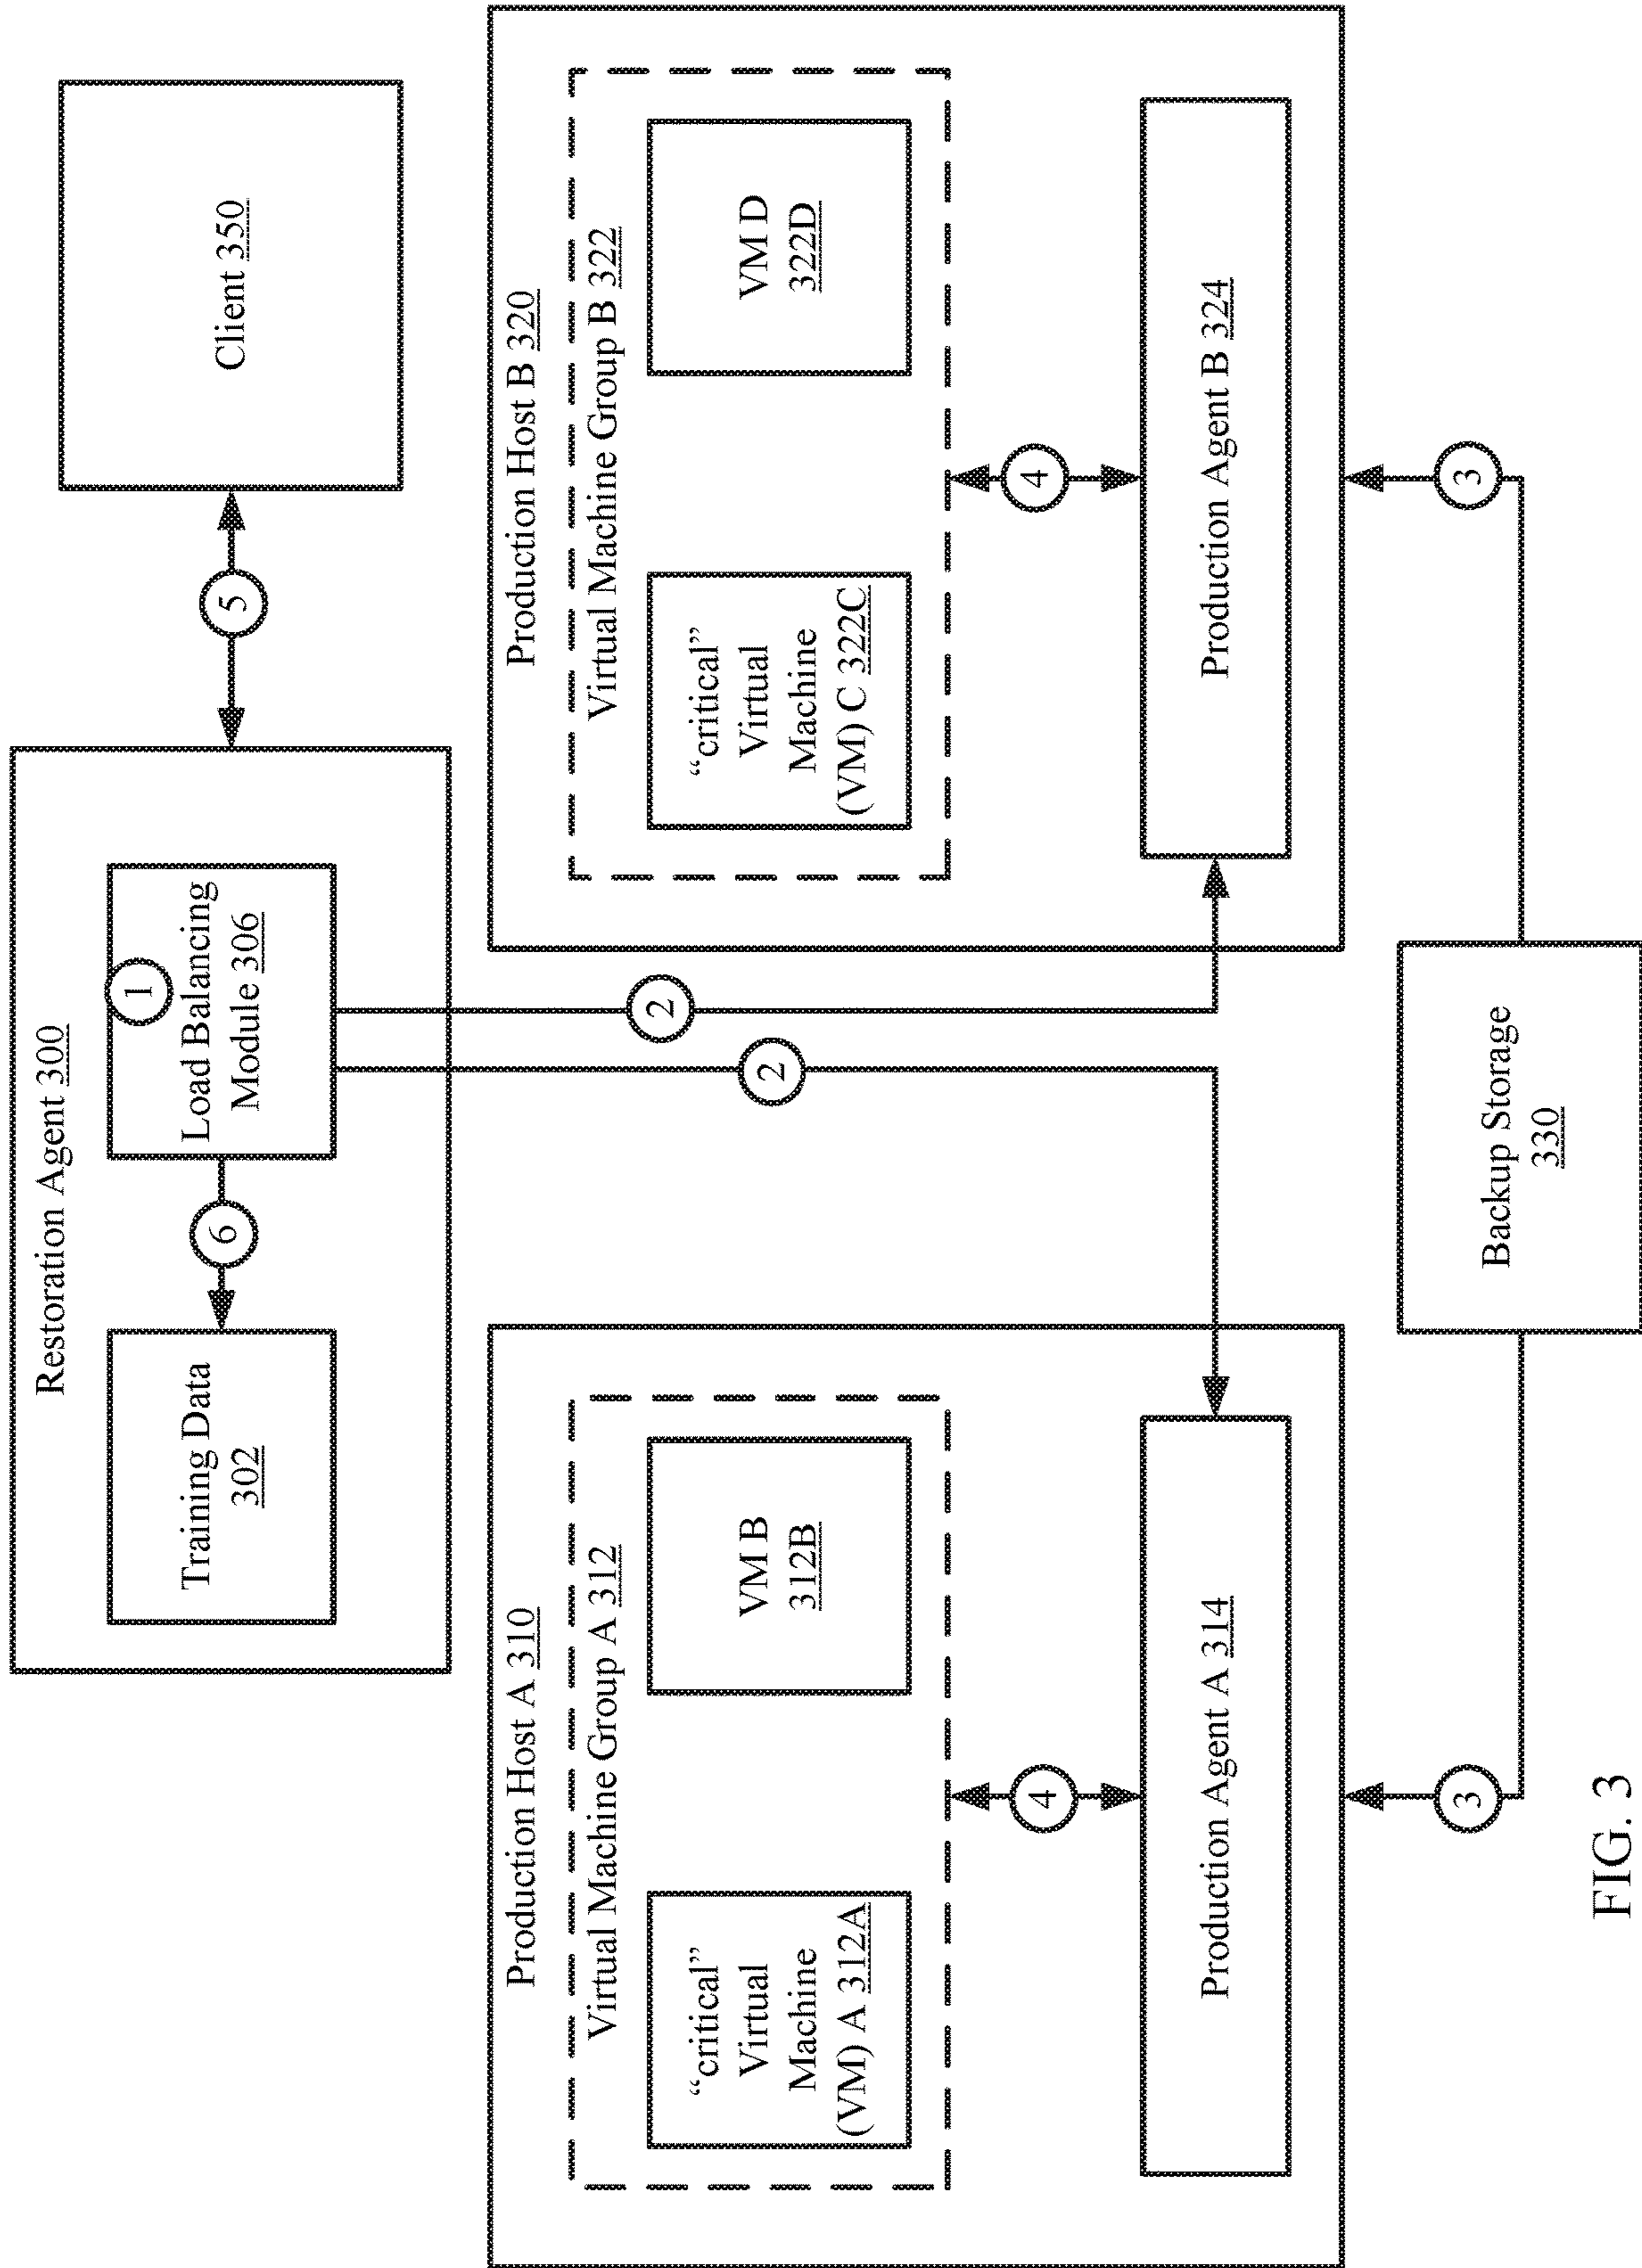 Restoration Agent 300
Training Data
302
6
1
Load Balancing
Module 306
5
Client 350
2
2
Production Host A 310
Virtual Machine Group A 312
“critical”
Virtual
Machine
(VM) A 312A
VM B
312B
4
Production Agent A 314
3
Production Host B 320
Virtual Machine Group B 322
“critical”
Virtual
Machine
(VM) C 322C
VM D
322D
4
Production Agent B 324
3
Backup Storage
330
FIG. 3